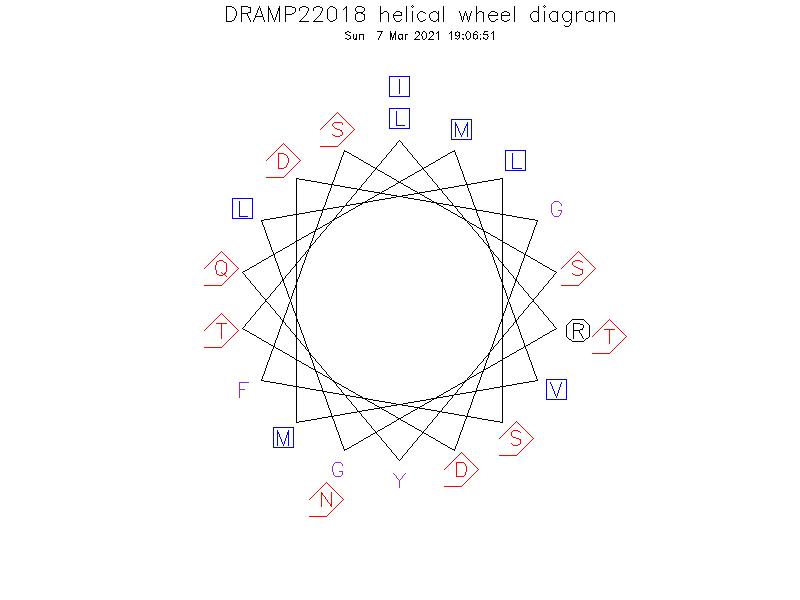 DRAMP22018 helical wheel diagram
Sun 7 Mar 2021 19:06:51
I
L
S M
D L
L G
Q S
T R T
F V
M S
G Y D
N